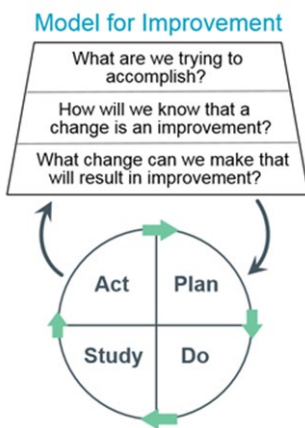 Model for Improvement
What are we trying to
accomplish?
How will we know that a
change is an improvement?
What change can we make that
will result in improvement?
Act
Plan
Study
Do